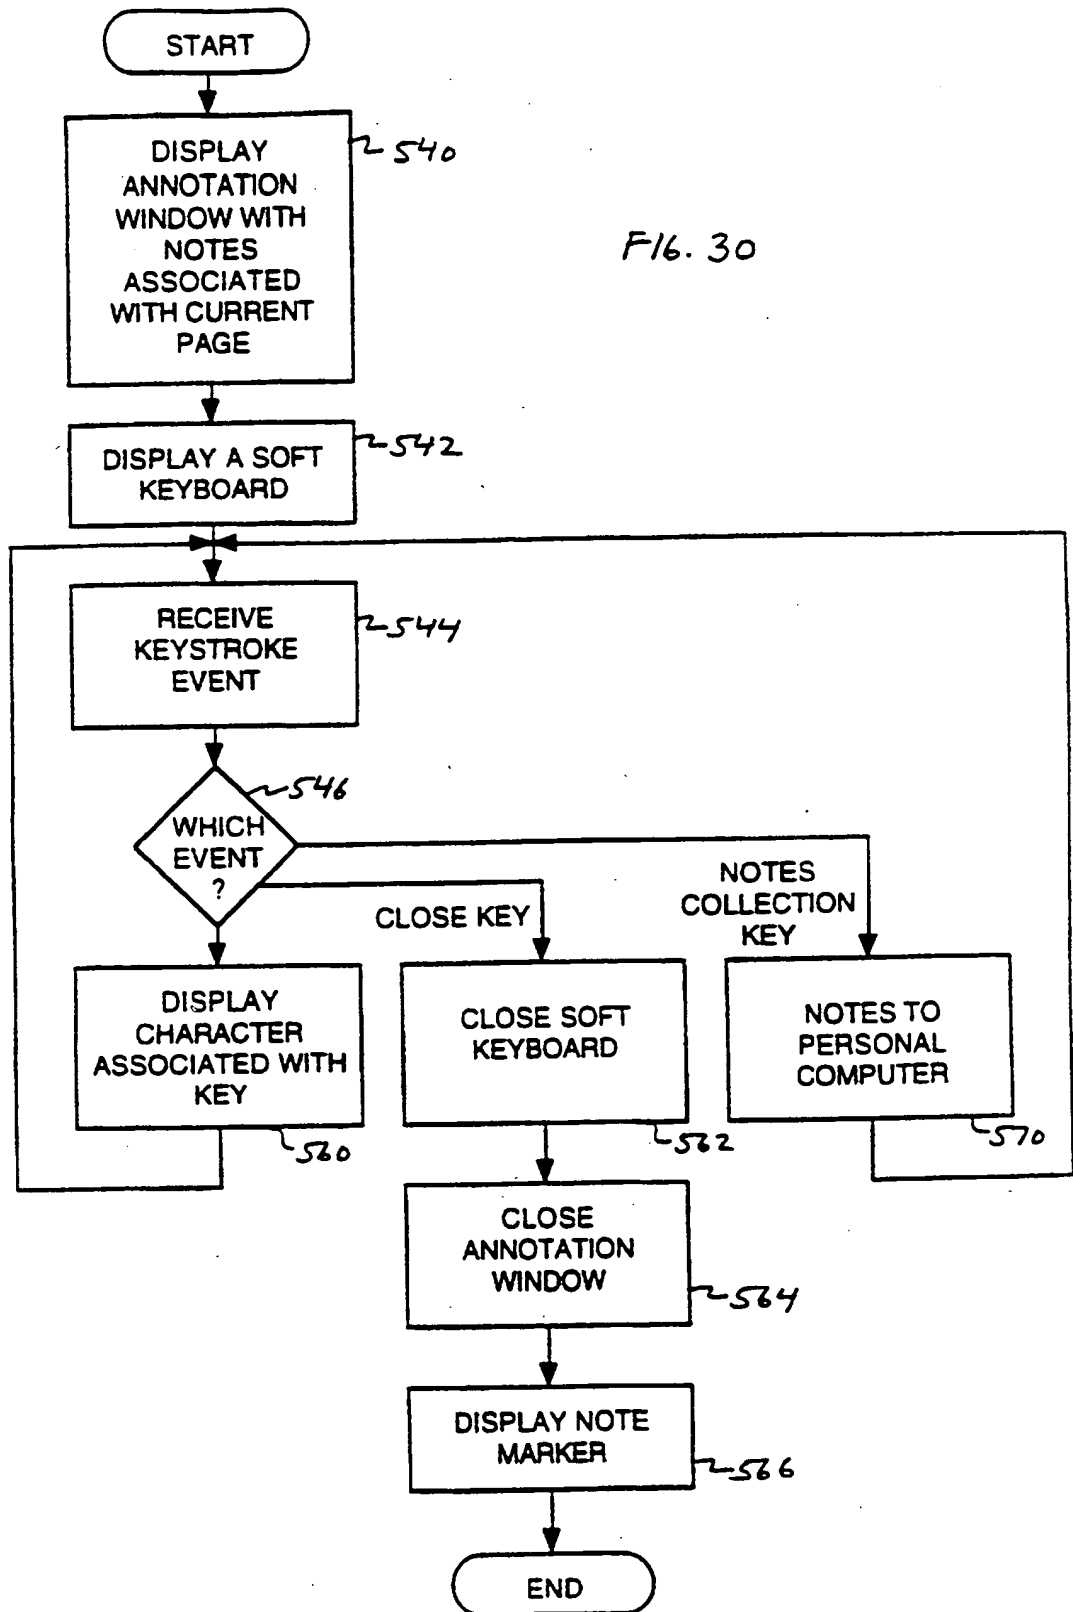 START
DISPLAY
ANNOTATION
WINDOW WITH
NOTES
ASSOCIATED
WITH CURRENT
PAGE
540
FIG. 30
DISPLAY A SOFT
KEYBOARD
542
RECEIVE
KEYSTROKE
EVENT
544
WHICH
EVENT
?
546
CLOSE KEY
NOTES
COLLECTION
KEY
DISPLAY
CHARACTER
ASSOCIATED WITH
KEY
560
CLOSE SOFT
KEYBOARD
562
NOTES TO
PERSONAL
COMPUTER
570
CLOSE
ANNOTATION
WINDOW
564
DISPLAY NOTE
MARKER
566
END